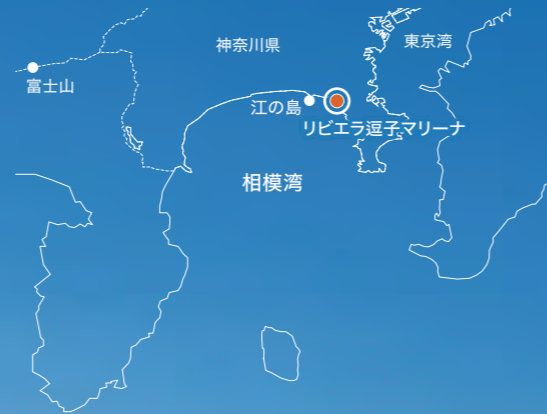 神奈川県
東京湾
富士山
江の島
リビエラ逗子マリーナ
相模湾